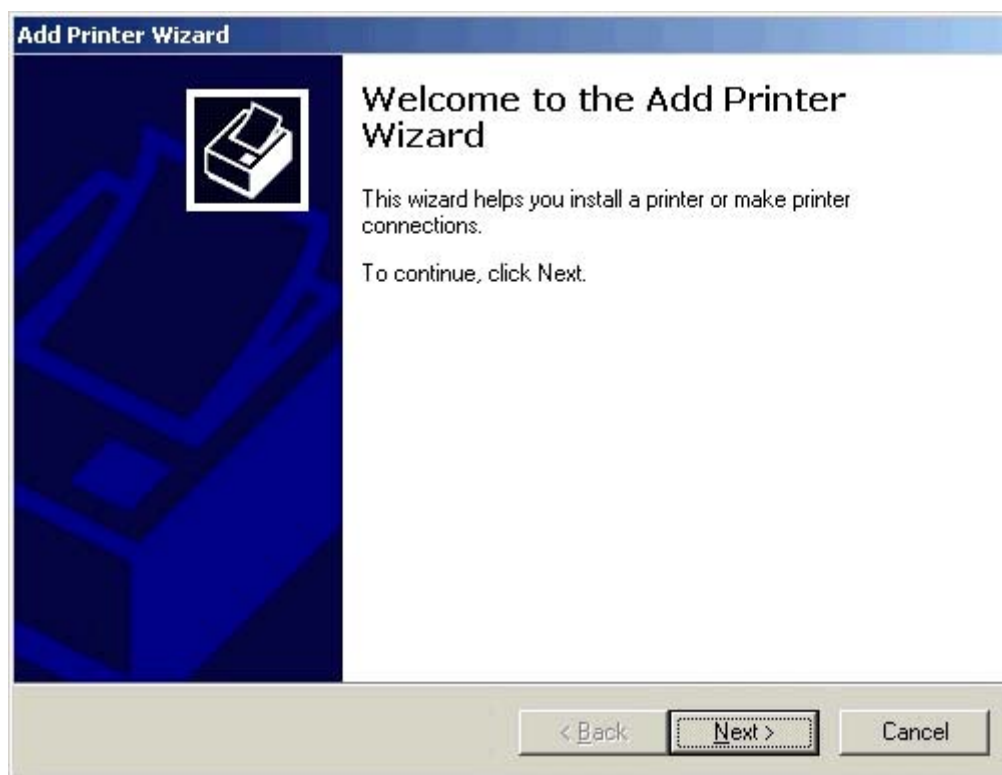 Add Printer Wizard
Welcome to the Add Printer
Wizard
This wizard helps you install a printer or make printer
connections.
To continue, click Next.
< Back
Next >
Cancel